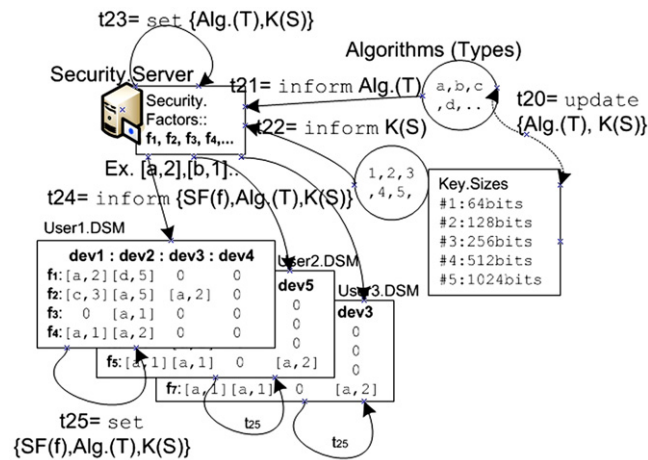 t23= set {Alg.(T),K(S)}
Algorithms (Types)
Security.Server
t21= inform Alg.(T)
a,b,c
,d,..
t20= update
{Alg.(T), K(S)}
Security.
Factors::
f1, f2, f3, f4,...
t22= inform K(S)
Ex. [a,2],[b,1]..
1,2,3
,4,5,
t24= inform {SF(f),Alg.(T),K(S)}
Key.Sizes
#1:64bits
#2:128bits
#3:256bits
#4:512bits
#5:1024bits
User1.DSM
dev1 : dev2 : dev3 : dev4
f1:[a,2][d,5] 0 0
f2:[c,3][a,5] [a,2] 0
f3: 0 [a,1] 0 0
f4:[a,1][a,2] 0 0
User2.DSM
dev5
0
0
0
0
f5:[a,1][a,1] 0 [a,2]
User3.DSM
dev3
0
0
0
0
f7:[a,1][a,1] 0 [a,2]
t25= set
{SF(f),Alg.(T),K(S)}
t25
t25